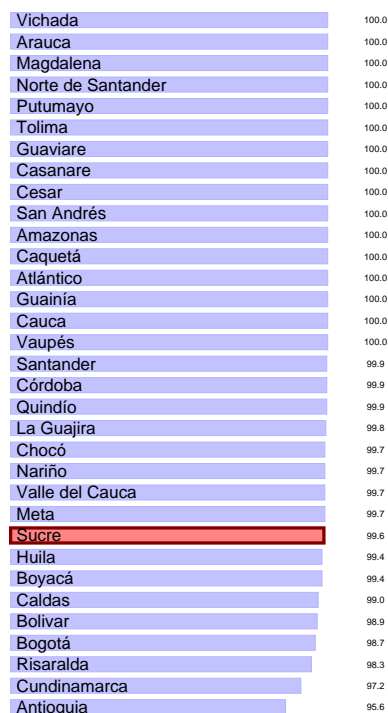 Vichada 100.0
Arauca 100.0
Magdalena 100.0
Norte de Santander 100.0
Putumayo 100.0
Tolima 100.0
Guaviare 100.0
Casanare 100.0
Cesar 100.0
San Andrés 100.0
Amazonas 100.0
Caquetá 100.0
Atlántico 100.0
Guainía 100.0
Cauca 100.0
Vaupés 100.0
Santander 99.9
Córdoba 99.9
Quindío 99.9
La Guajira 99.8
Chocó 99.7
Nariño 99.7
Valle del Cauca 99.7
Meta 99.7
Sucre 99.6
Huila 99.4
Boyacá 99.4
Caldas 99.0
Bolivar 98.9
Bogotá 98.7
Risaralda 98.3
Cundinamarca 97.2
Antioquia 95.6